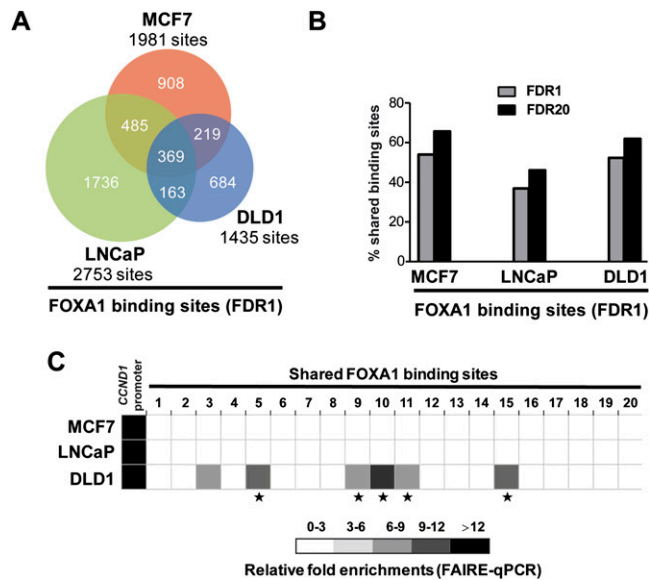 A
MCF7
1981 sites
908
485
219
369
1736
163
684
DLD1
1435 sites
LNCaP
2753 sites
FOXA1 binding sites (FDR1)
B
FDR1
FDR20
% shared binding sites
80
60
40
20
0
MCF7 LNCaP DLD1
FOXA1 binding sites (FDR1)
C
CCND1
promoter
Shared FOXA1 binding sites
1 2 3 4 5 6 7 8 9 10 11 12 13 14 15 16 17 18 19 20
MCF7
LNCaP
DLD1
★ ★ ★ ★ ★
0-3 3-6 6-9 9-12 >12
Relative fold enrichments (FAIRE-qPCR)